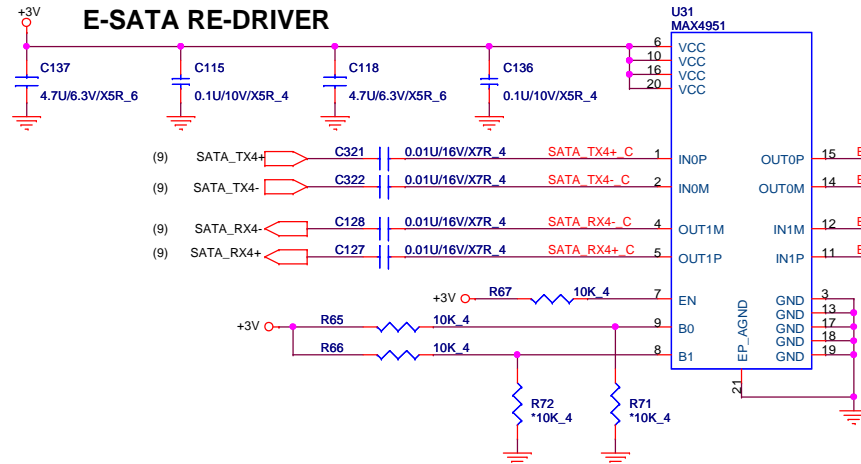 +3V
E-SATA RE-DRIVER
U31
MAX4951
C137
4.7U/6.3V/X5R_6
C115
0.1U/10V/X5R_4
C118
4.7U/6.3V/X5R_6
C136
0.1U/10V/X5R_4
6 VCC
10 VCC
16 VCC
20 VCC
(9) SATA_TX4+ C321 0.01U/16V/X7R_4 SATA_TX4+_C 1 IN0P OUT0P 15 E
(9) SATA_TX4- C322 0.01U/16V/X7R_4 SATA_TX4-_C 2 IN0M OUT0M 14 E
(9) SATA_RX4- C128 0.01U/16V/X7R_4 SATA_RX4-_C 4 OUT1M IN1M 12 E
(9) SATA_RX4+ C127 0.01U/16V/X7R_4 SATA_RX4+_C 5 OUT1P IN1P 11 E
+3V R67 10K_4 7 EN GND 3
GND 13
+3V R65 10K_4 9 B0 GND 17
GND 18
R66 10K_4 8 B1 GND 19
EP_AGND
21
R72
*10K_4
R71
*10K_4